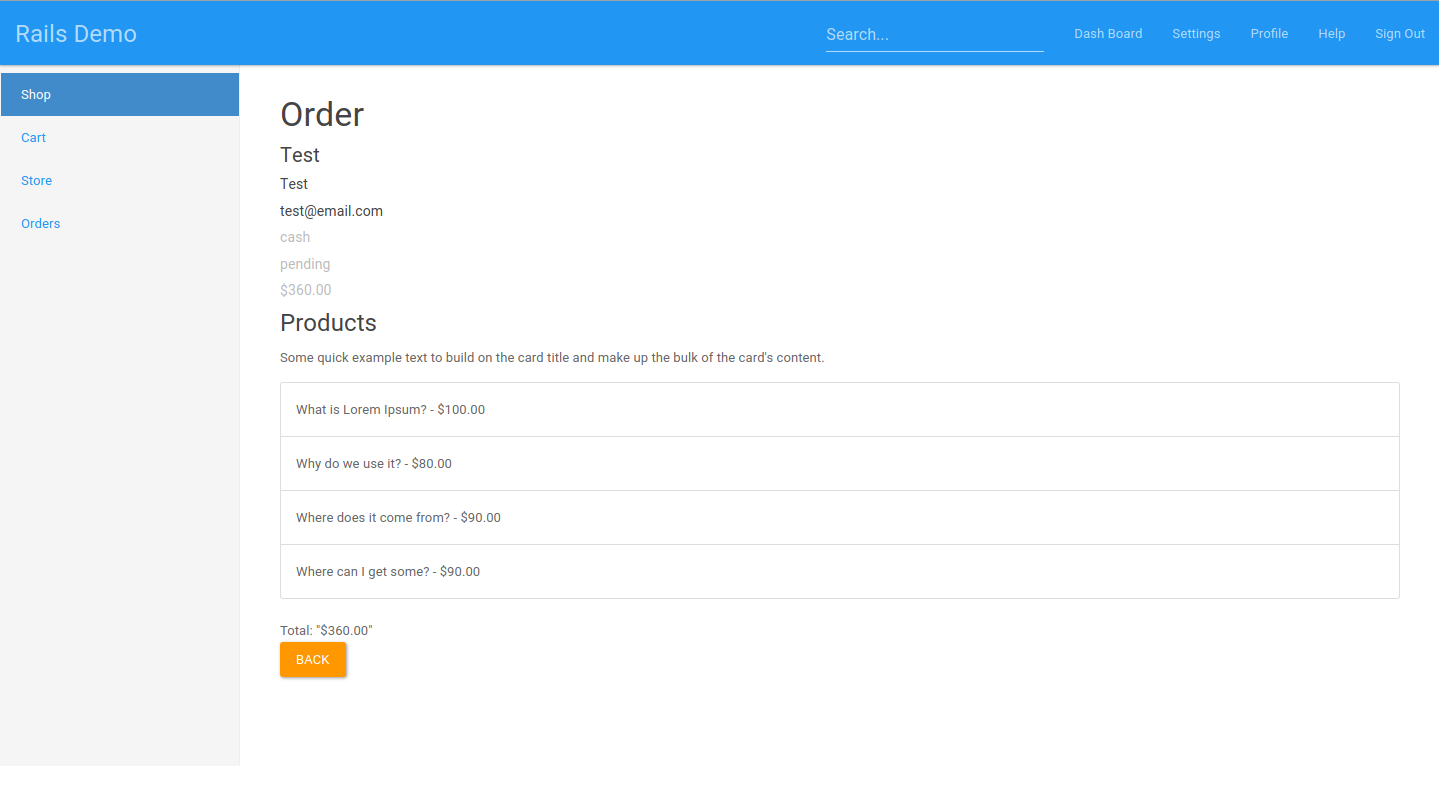 Rails Demo
Search...
Dash Board
Settings
Profile
Help
Sign Out
Shop
Cart
Store
Orders
Order
Test
Test
test@email.com
cash
pending
$360.00
Products
Some quick example text to build on the card title and make up the bulk of the card's content.
What is Lorem Ipsum? - $100.00
Why do we use it? - $80.00
Where does it come from? - $90.00
Where can I get some? - $90.00
Total: "$360.00"
BACK